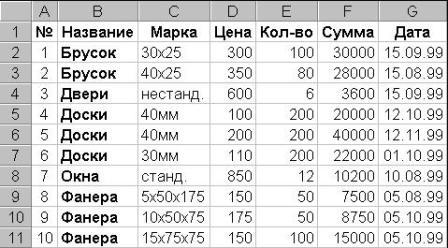 A B C D E F G
1 № Название Марка Цена Кол-во Сумма Дата
2 1 Брусок 30x25 300 100 30000 15.09.99
3 2 Брусок 40x25 350 80 28000 15.08.99
4 3 Двери нестанд. 600 6 3600 15.09.99
5 4 Доски 40мм 100 200 20000 12.10.99
6 5 Доски 40мм 200 200 40000 12.11.99
7 6 Доски 30мм 110 200 22000 01.10.99
8 7 Окна станд. 850 12 10200 10.08.99
9 8 Фанера 5x50x175 150 50 7500 05.08.99
10 9 Фанера 10x50x75 175 50 8750 05.10.99
11 10 Фанера 15x75x75 150 100 15000 05.10.99